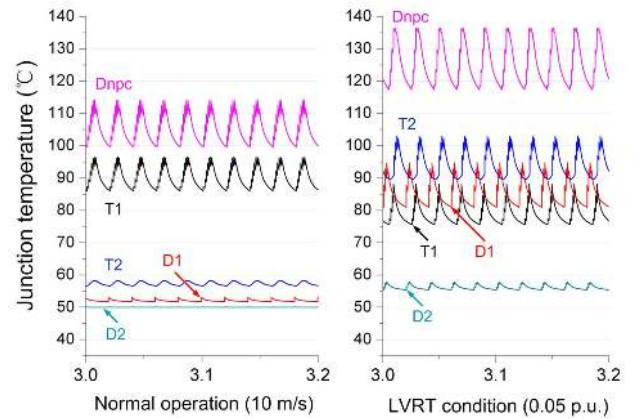 Junction temperature (℃)
140
130
120
110
100
90
80
70
60
50
40
Dnpc
T1
T2
D1
D2
3.0
3.1
3.2
Normal operation (10 m/s)
140
130
120
110
100
90
80
70
60
50
40
Dnpc
T2
T1
D1
D2
3.0
3.1
3.2
LVRT condition (0.05 p.u.)